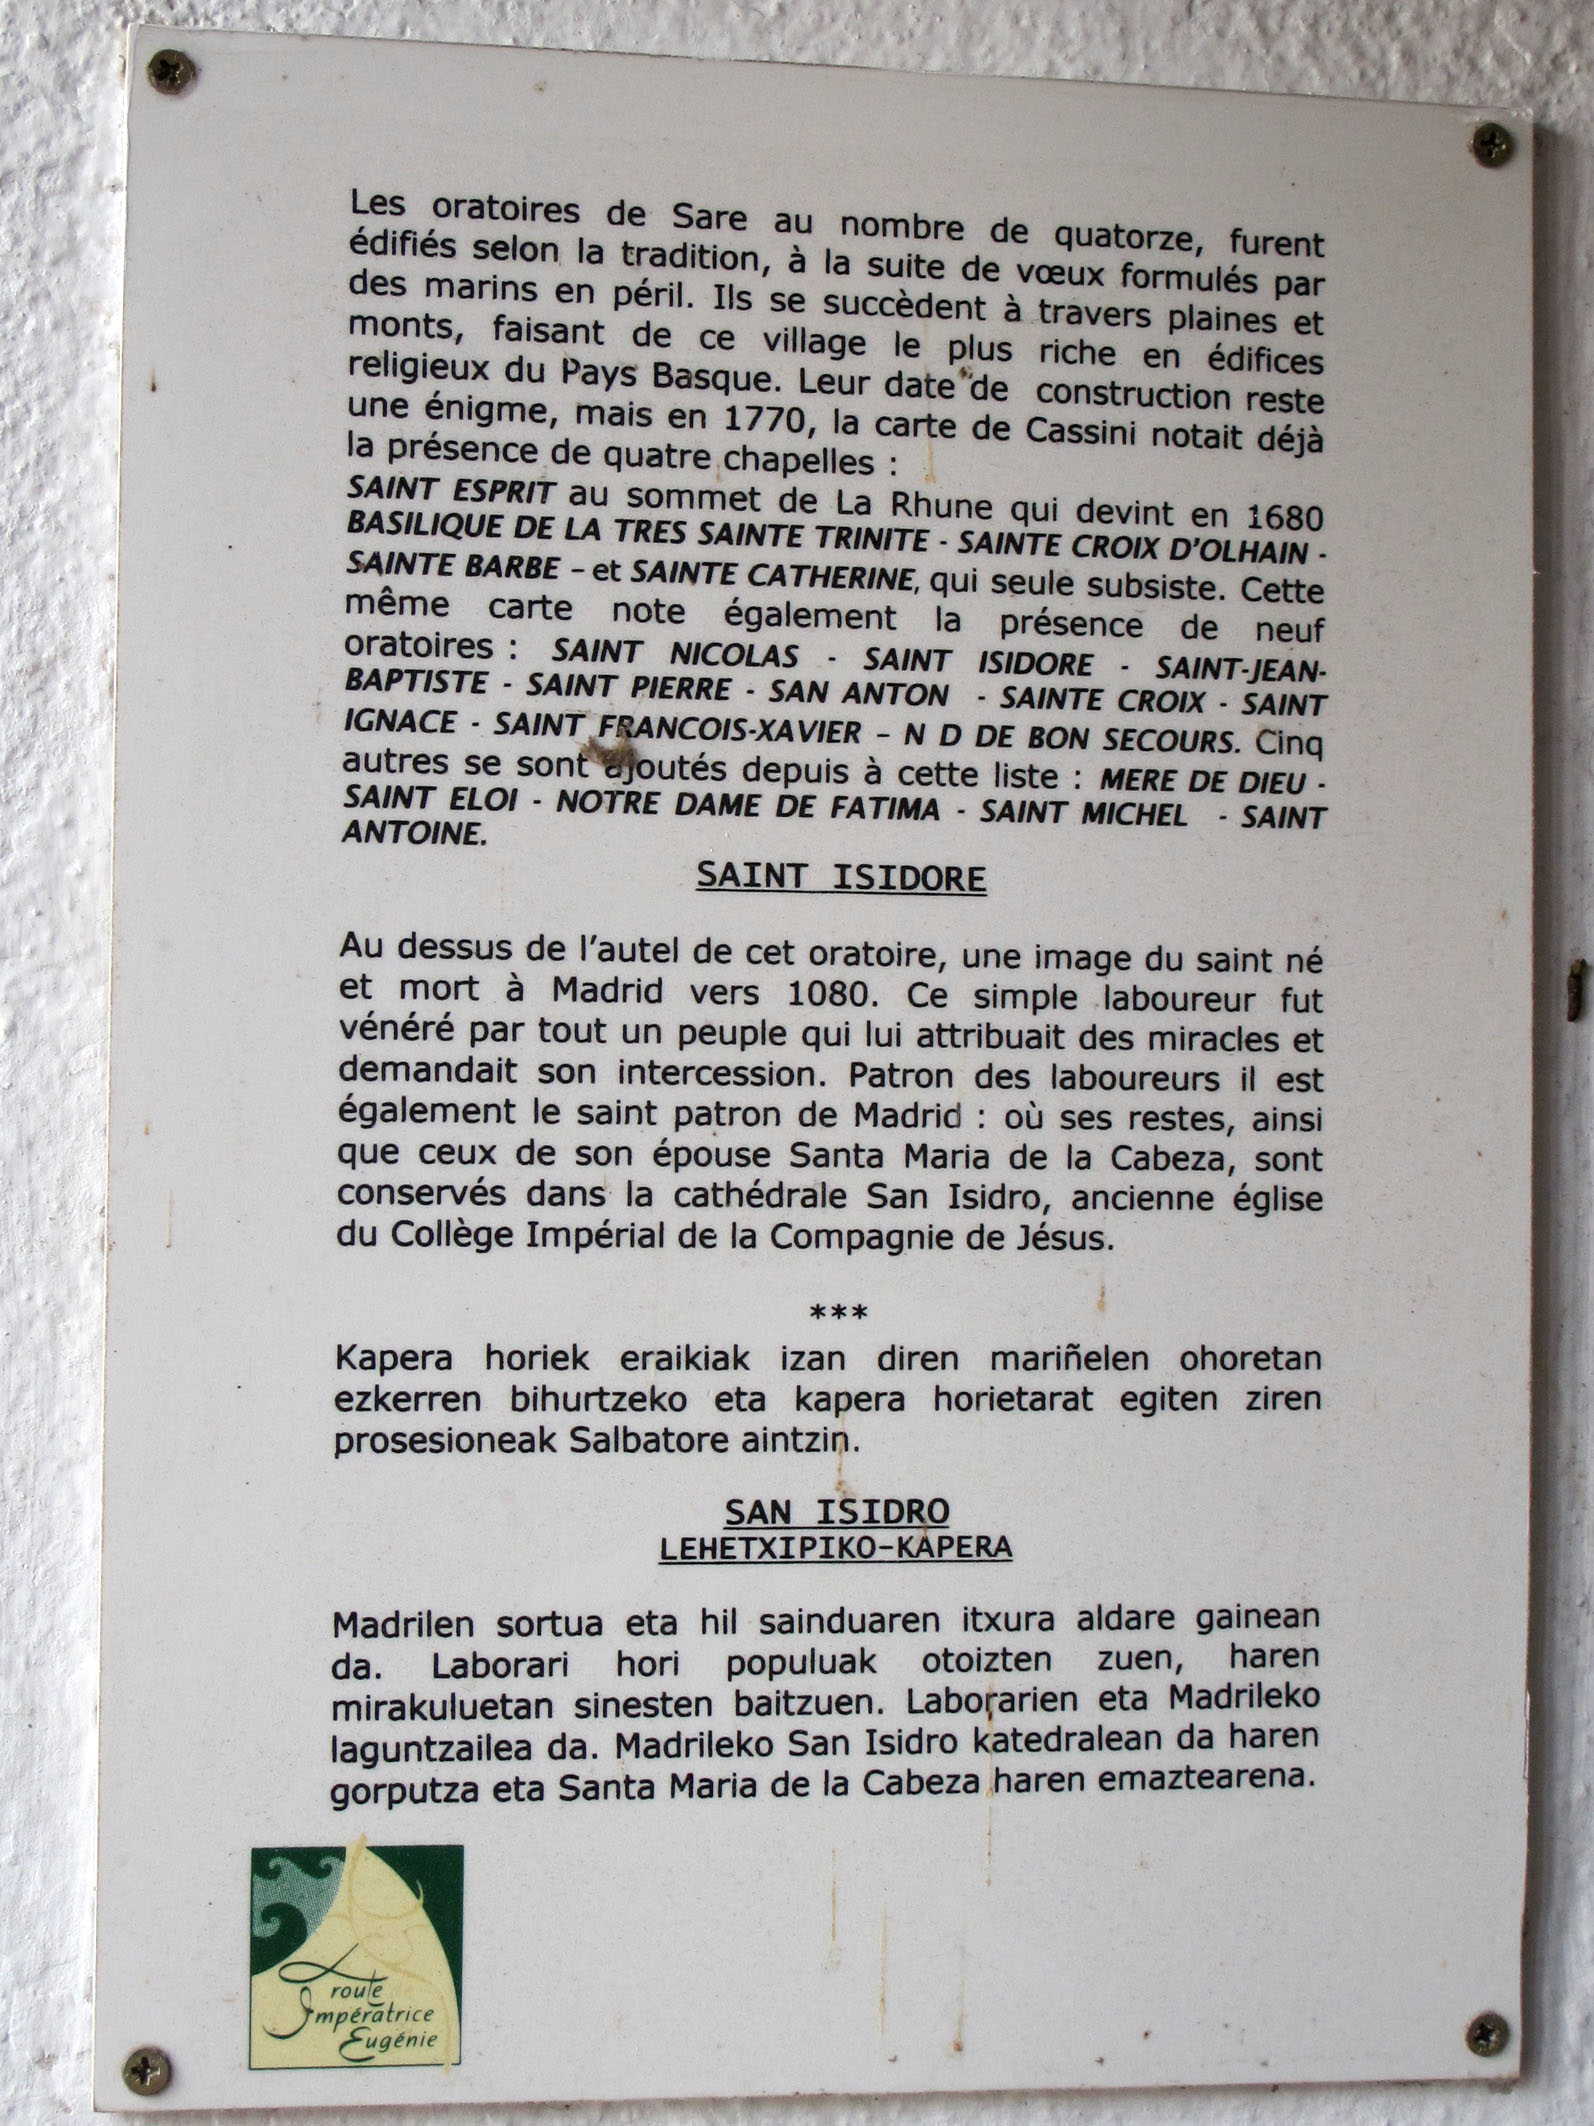 Les oratoires de Sare au nombre de quatorze, furent
édifiés selon la tradition, à la suite de vœux formulés par
des marins en péril. Ils se succèdent à travers plaines et
monts, faisant de ce village le plus riche en édifices
religieux du Pays Basque. Leur date de construction reste
une énigme, mais en 1770, la carte de Cassini notait déjà
la présence de quatre chapelles :
SAINT ESPRIT au sommet de La Rhune qui devint en 1680
BASILIQUE DE LA TRES SAINTE TRINITE - SAINTE CROIX D'OLHAIN -
SAINTE BARBE – et SAINTE CATHERINE, qui seule subsiste. Cette
même carte note également la présence de neuf
oratoires : SAINT NICOLAS - SAINT ISIDORE - SAINT-JEAN-
BAPTISTE - SAINT PIERRE - SAN ANTON - SAINTE CROIX - SAINT
IGNACE - SAINT FRANCOIS-XAVIER – N D DE BON SECOURS. Cinq
autres se sont ajoutés depuis à cette liste : MERE DE DIEU -
SAINT ELOI - NOTRE DAME DE FATIMA - SAINT MICHEL - SAINT
ANTOINE.
SAINT ISIDORE
Au dessus de l'autel de cet oratoire, une image du saint né
et mort à Madrid vers 1080. Ce simple laboureur fut
vénéré par tout un peuple qui lui attribuait des miracles et
demandait son intercession. Patron des laboureurs il est
également le saint patron de Madrid : où ses restes, ainsi
que ceux de son épouse Santa Maria de la Cabeza, sont
conservés dans la cathédrale San Isidro, ancienne église
du Collège Impérial de la Compagnie de Jésus.
***
Kapera horiek eraikiak izan diren mariñelen ohoretan
ezkerren bihurtzeko eta kapera horietarat egiten ziren
prosesioneak Salbatore aintzin.
SAN ISIDRO
LEHETXIPIKO-KAPERA
Madrilen sortua eta hil sainduaren itxura aldare gainean
da. Laborari hori populuak otoizten zuen, haren
mirakuluetan sinesten baitzuen. Laborarien eta Madrileko
laguntzailea da. Madrileko San Isidro katedralean da haren
gorputza eta Santa Maria de la Cabeza haren emaztearena.
route
Impératrice
Eugénie